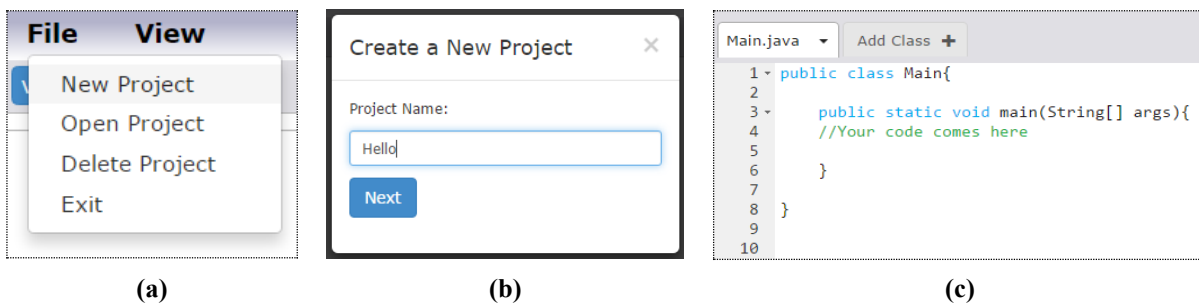 File View
New Project
Open Project
Delete Project
Exit
(a)
Create a New Project ×
Project Name:
Hello
Next
(b)
Main.java Add Class +
1 public class Main{
2
3     public static void main(String[] args){
4     //Your code comes here
5
6     }
7
8 }
9
10
(c)